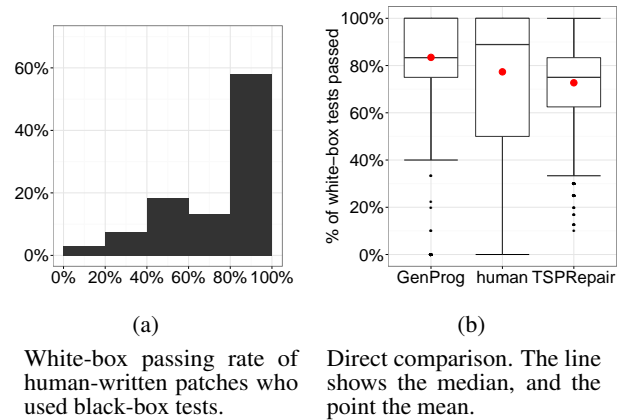 60%
40%
20%
0%
0% 20% 40% 60% 80% 100%
(a)
White-box passing rate of
human-written patches who
used black-box tests.
% of white−box tests passed
100%
80%
60%
40%
20%
0%
GenProg human TSPRepair
(b)
Direct comparison. The line
shows the median, and the
point the mean.